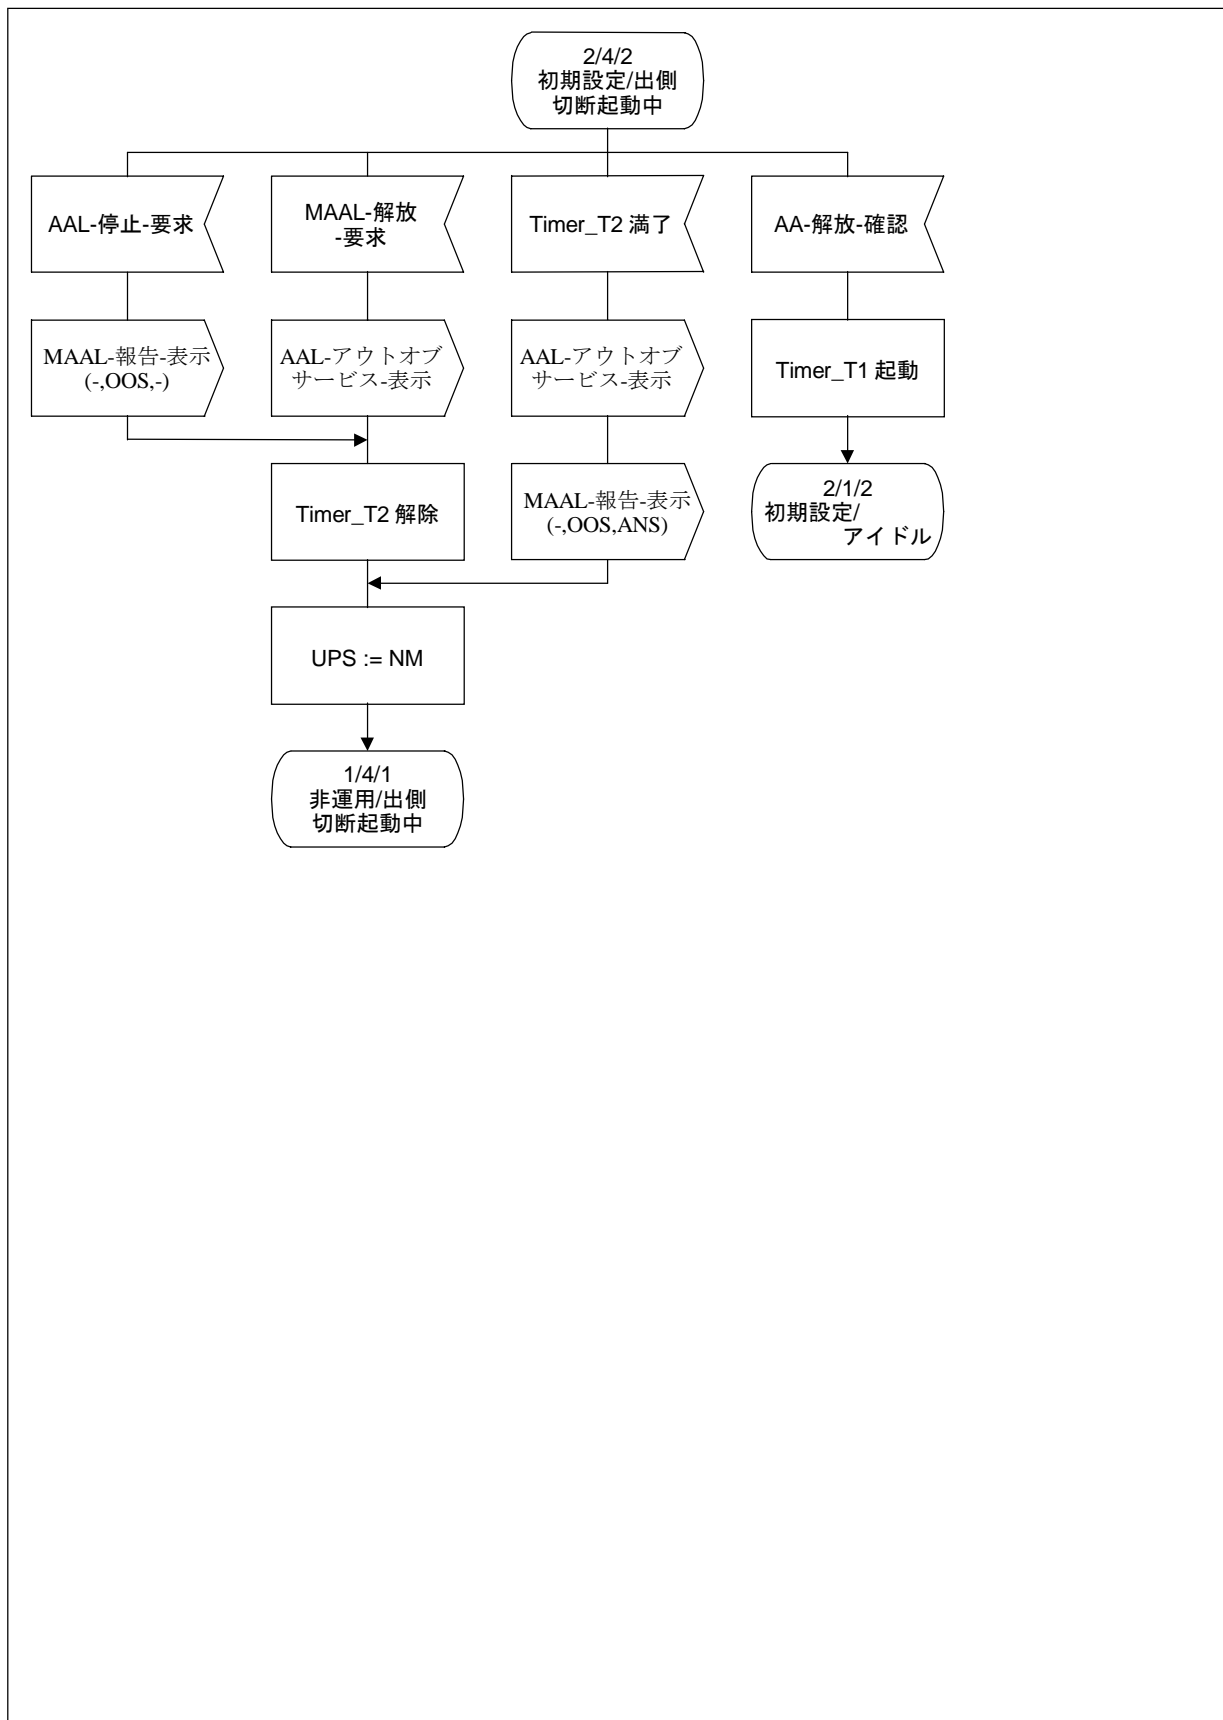 2/4/2
初期設定/出側
切断起動中
AAL-停止-要求
MAAL-解放
-要求
Timer_T2 満了
AA-解放-確認
MAAL-報告-表示
(-,OOS,-)
AAL-アウトオブ
サービス-表示
AAL-アウトオブ
サービス-表示
Timer_T1 起動
Timer_T2 解除
MAAL-報告-表示
(-,OOS,ANS)
2/1/2
初期設定/
アイドル
UPS := NM
1/4/1
非運用/出側
切断起動中